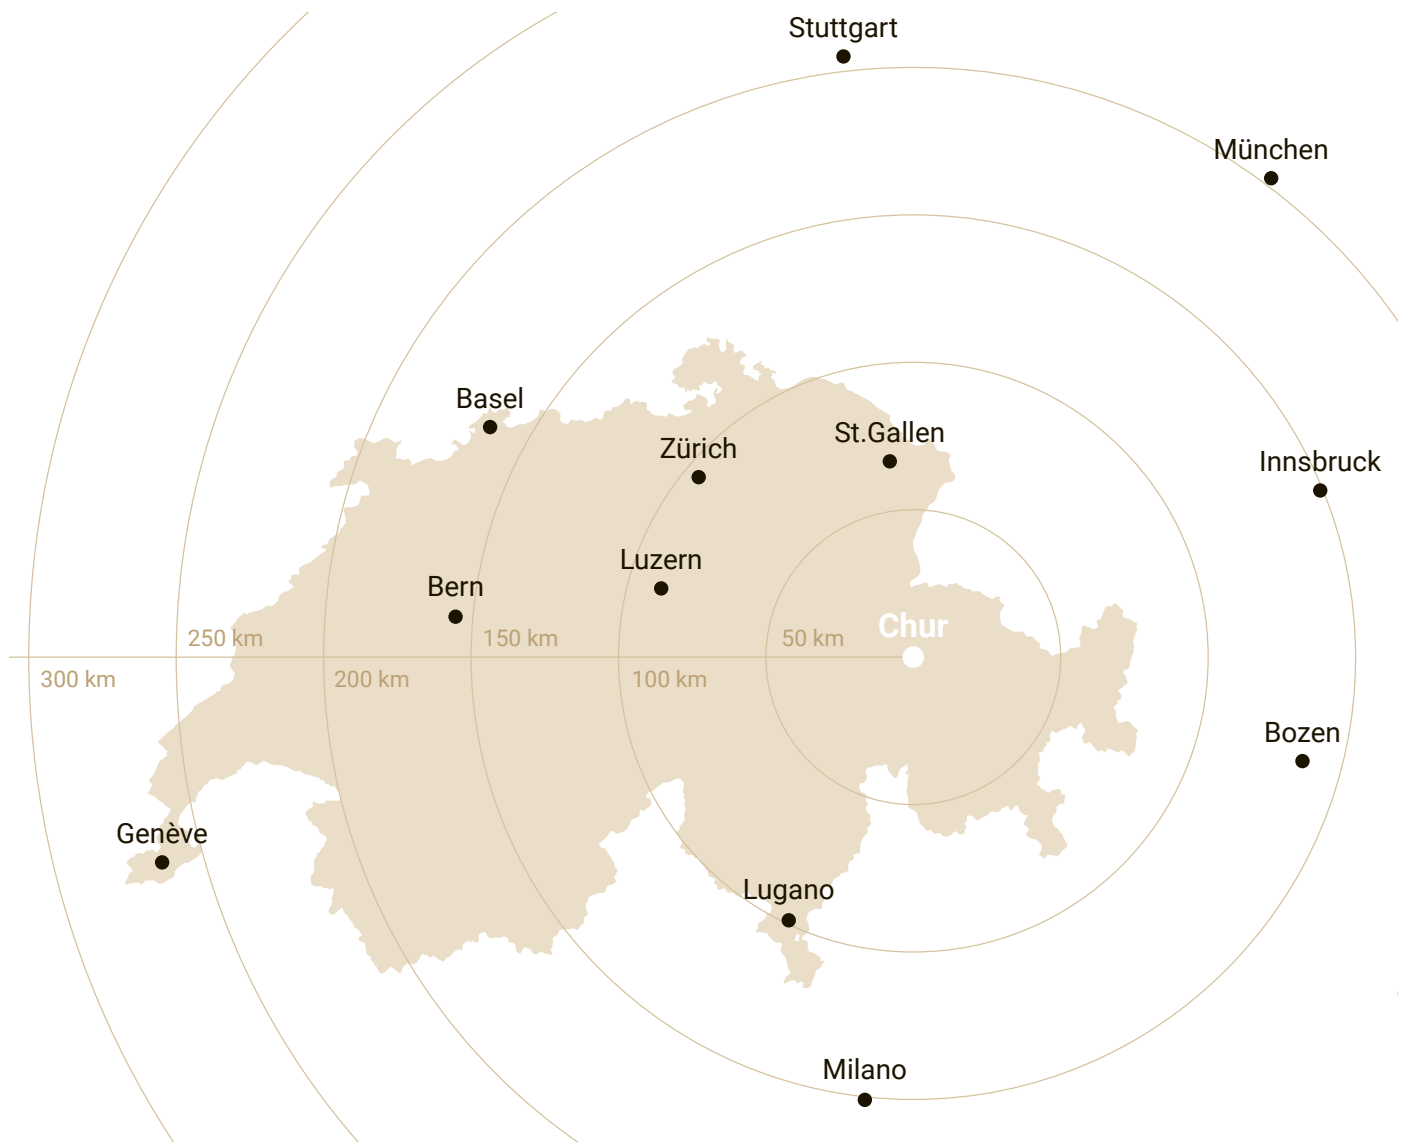 Stuttgart
München
Basel
St.Gallen
Zürich
Innsbruck
Luzern
Bern
Chur
250 km
150 km
50 km
300 km
200 km
100 km
Bozen
Genève
Lugano
Milano